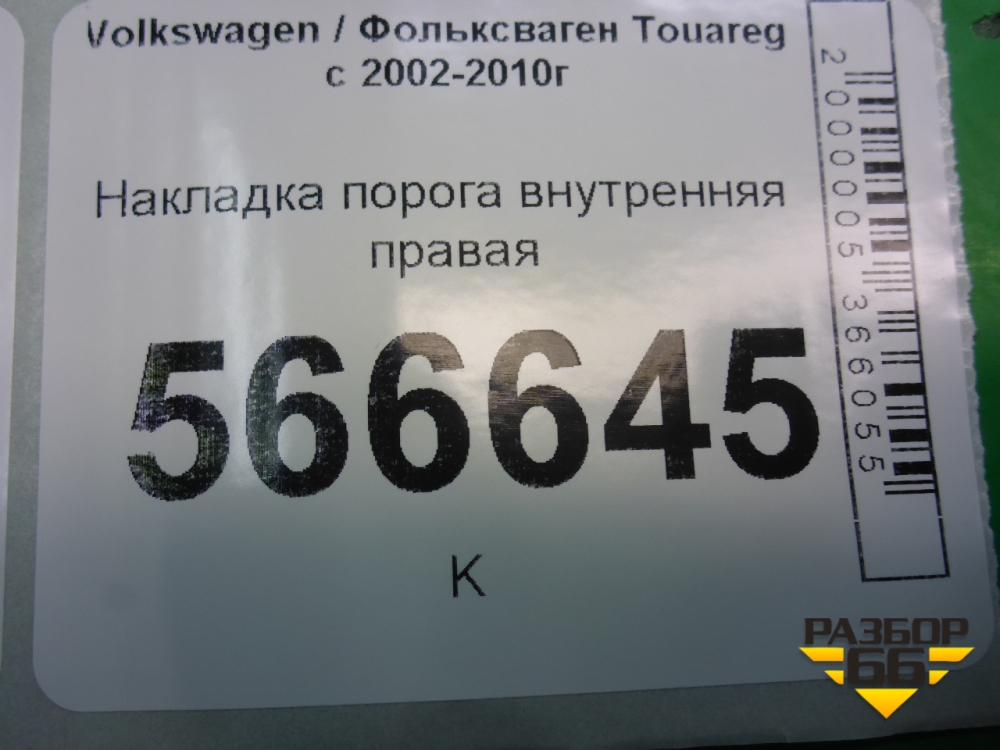 Volkswagen / Фольксваген Touareg
с 2002-2010г
Накладка порога внутренняя
правая
566645
К
2000005366055
РАЗБОР
66